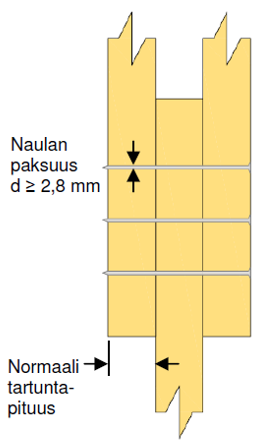 Naulan
paksuus
d ≥ 2,8 mm
Normaali
tartunta-
pituus